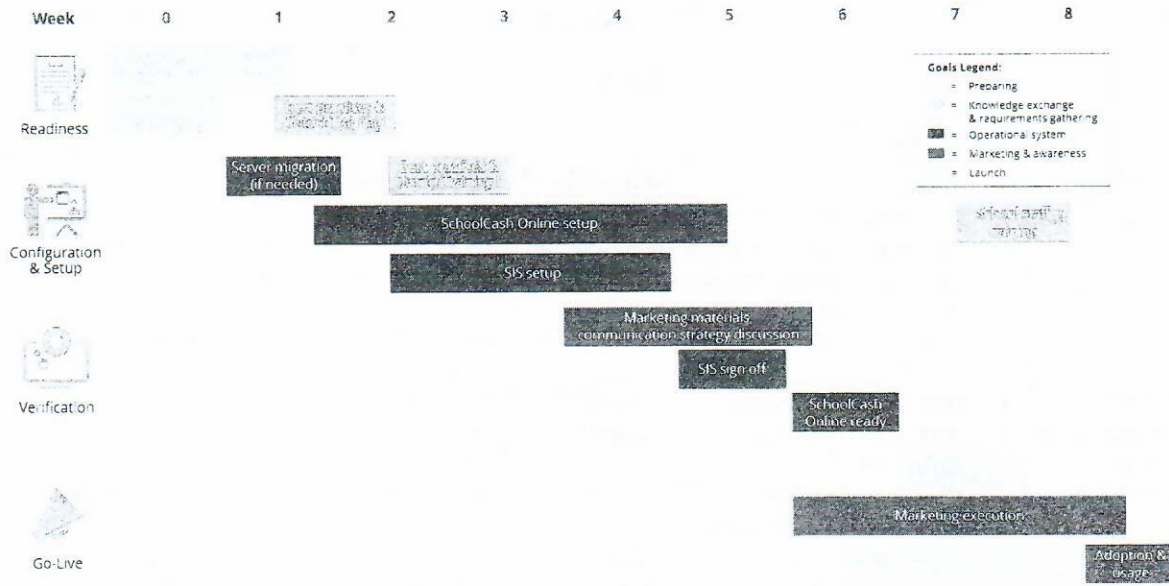 Week 0 1 2 3 4 5 6 7 8
Goals Legend:
= Preparing
= Knowledge exchange
& requirements gathering
= Operational system
= Marketing & awareness
= Launch
Readiness
Server migration
(if needed)
SchoolCash Online setup
Configuration
& Setup
SIS setup
Marketing materials
communication strategy discussion
SIS sign off
Verification
SchoolCash
Online ready
Marketing execution
Go-Live
Adoption &
usage